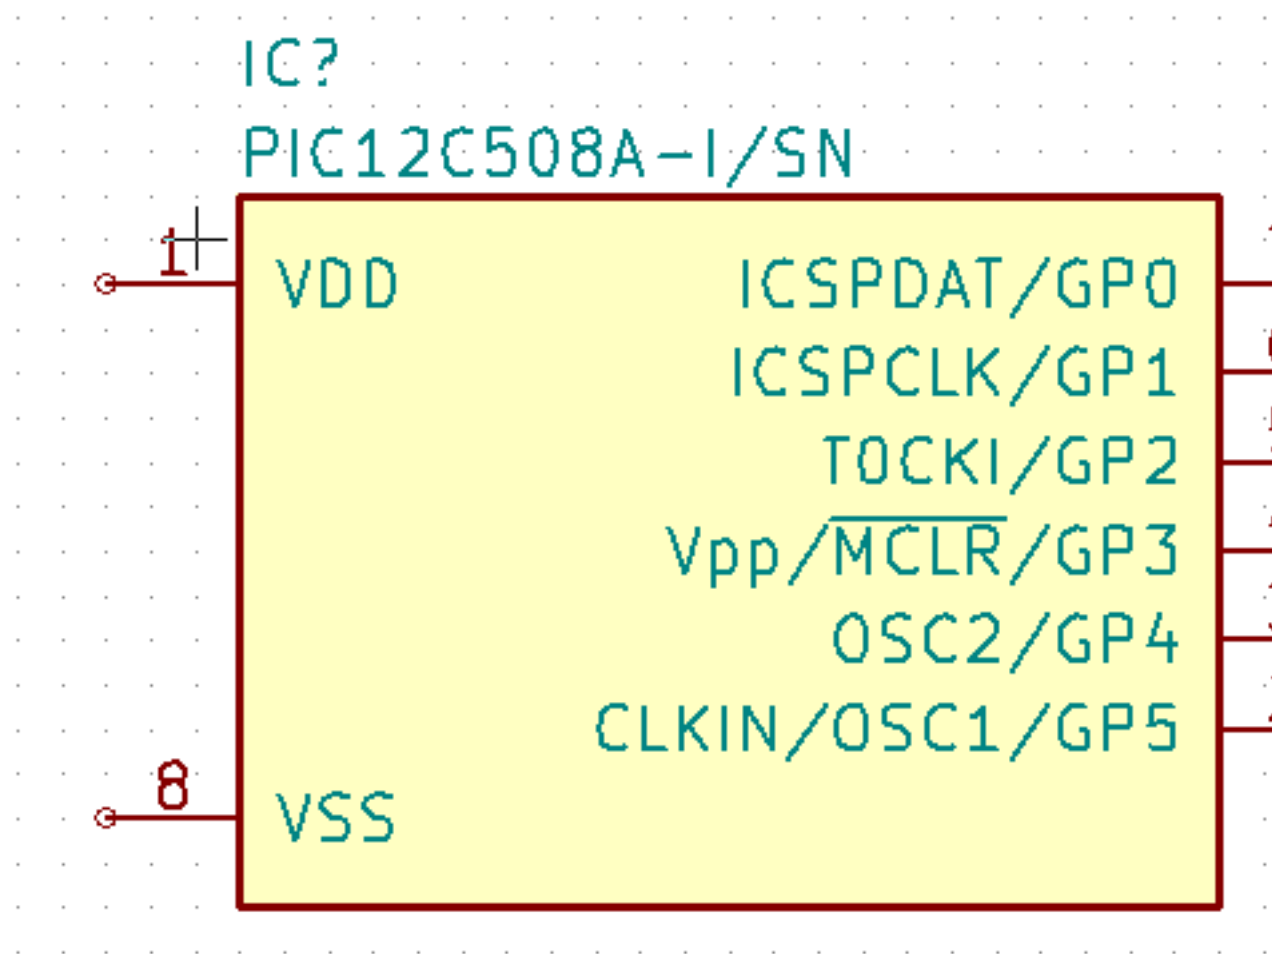 IC?
PIC12C508A-I/SN
1
VDD
ICSPDAT/GP0
ICSPCLK/GP1
T0CKI/GP2
Vpp/MCLR/GP3
OSC2/GP4
CLKIN/OSC1/GP5
8
VSS